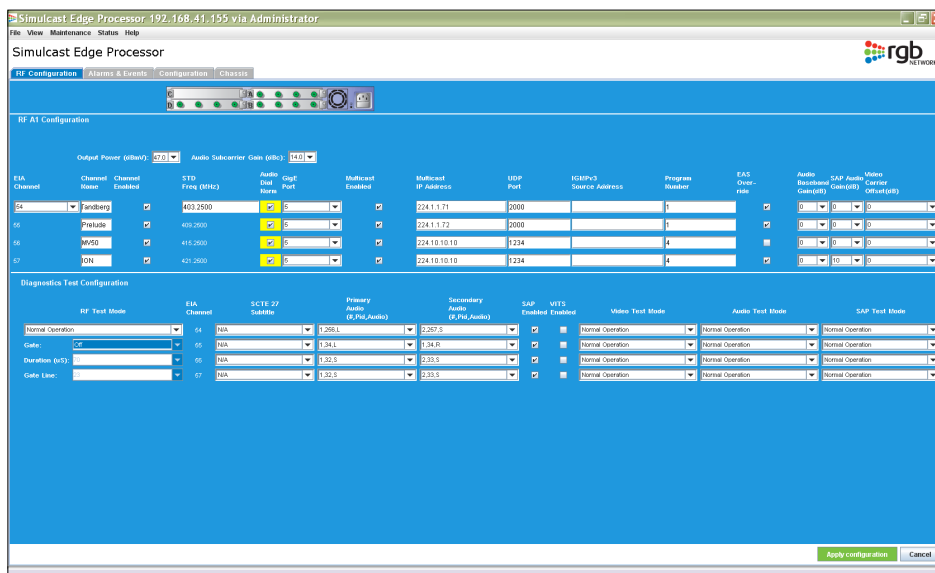 Simulcast Edge Processor 192.168.41.155 via Administrator
File View Maintenance Status Help
Simulcast Edge Processor
rgb
NETWORK
RF Configuration Alarms & Events Configuration Chassis
C A
D B
RF A1 Configuration
Output Power (dBmV): 47.0 Audio Subcarrier Gain (dBc): 14.0
EIA Channel Channel Name Channel Enabled STD Freq (MHz) Audio Dial Norm GigE Port Multicast Enabled Multicast IP Address UDP Port IGMPv3 Source Address Program Number EAS Over-ride Audio Baseband Gain(dB) SAP Audio Gain(dB) Video Carrier Offset(dB)
54 Tandberg 403.2500 5 224.1.1.71 2000 1 0 0 0
55 Prelude 409.2500 5 224.1.1.72 2000 1 0 0 0
56 MV50 415.2500 5 224.10.10.10 1234 4 0 0 0
57 ION 421.2500 5 224.10.10.10 1234 4 0 10 0
Diagnostics Test Configuration
RF Test Mode EIA Channel SCTE 27 Subtitle Primary Audio (#,Pid,Audio) Secondary Audio (#,Pid,Audio) SAP Enabled VITS Enabled Video Test Mode Audio Test Mode SAP Test Mode
Normal Operation 54 N/A 1,256,L 2,257,S Normal Operation Normal Operation Normal Operation
Gate: Off 55 N/A 1,34,L 1,34,R Normal Operation Normal Operation Normal Operation
Duration (uS): 56 N/A 1,32,S 2,33,S Normal Operation Normal Operation Normal Operation
Gate Line: 57 N/A 1,32,S 2,33,S Normal Operation Normal Operation Normal Operation
Apply configuration Cancel